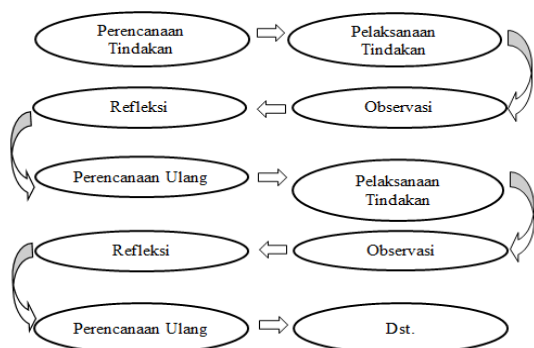 Perencanaan
Tindakan
Pelaksanaan
Tindakan
Refleksi
Observasi
Perencanaan Ulang
Pelaksanaan
Tindakan
Refleksi
Observasi
Perencanaan Ulang
Dst.